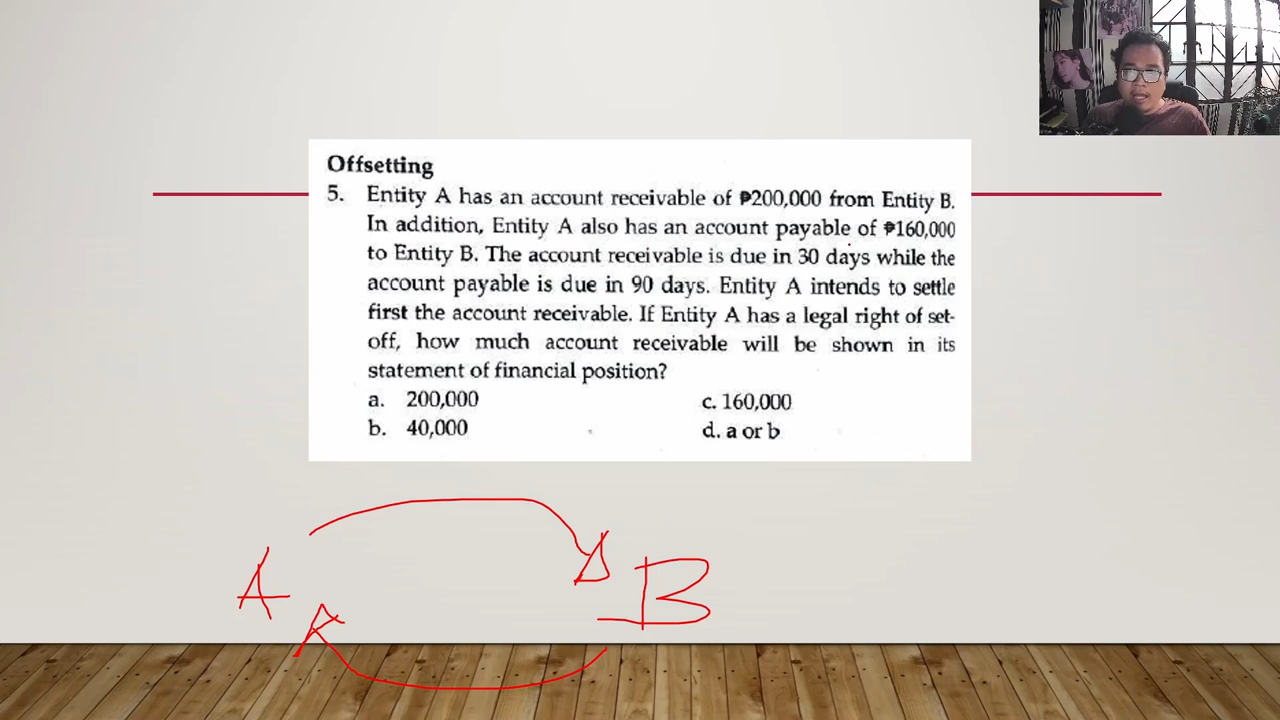 Offsetting
5. Entity A has an account receivable of ₱200,000 from Entity B.
In addition, Entity A also has an account payable of ₱160,000
to Entity B. The account receivable is due in 30 days while the
account payable is due in 90 days. Entity A intends to settle
first the account receivable. If Entity A has a legal right of set-
off, how much account receivable will be shown in its
statement of financial position?
a. 200,000 c. 160,000
b. 40,000 d. a or b
A B